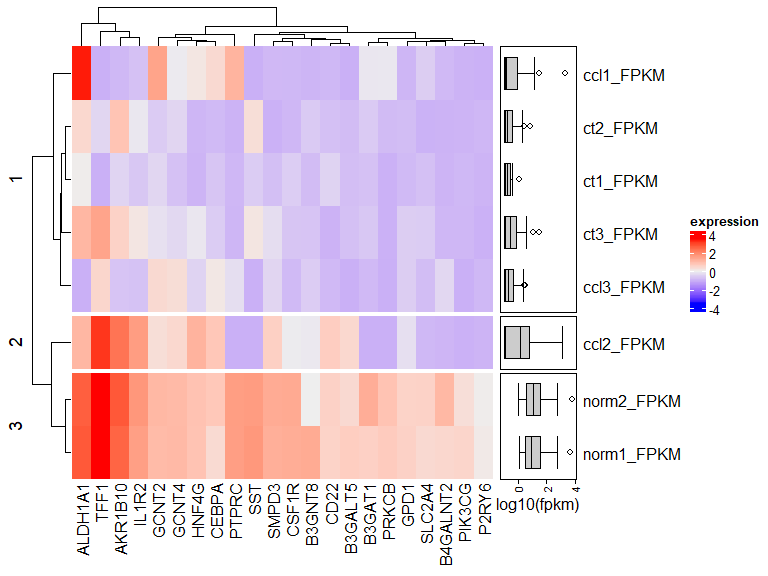 ccl1_FPKM
ct2_FPKM
1
ct1_FPKM
ct3_FPKM
ccl3_FPKM
2
ccl2_FPKM
3
norm2_FPKM
norm1_FPKM
expression
4
2
0
-2
-4
ALDH1A1
TFF1
AKR1B10
IL1R2
GCNT2
GCNT4
HNF4G
CEBPA
PTPRC
SST
SMPD3
CSF1R
B3GNT8
CD22
B3GALT5
B3GAT1
PRKCB
GPD1
SLC2A4
B4GALNT2
PIK3CG
P2RY6
0 2 4
log10(fpkm)